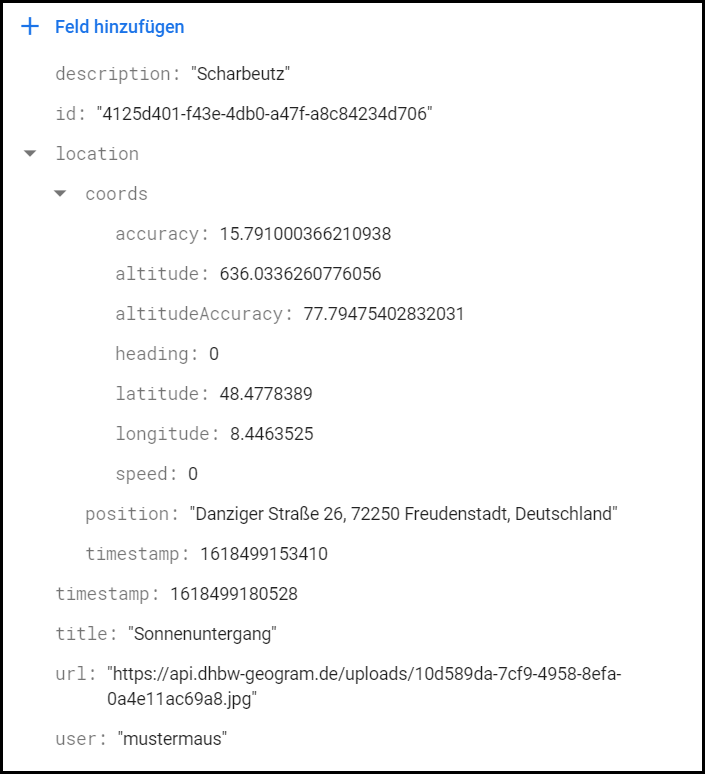 + Feld hinzufügen
description: "Scharbeutz"
id: "4125d401-f43e-4db0-a47f-a8c84234d706"
location
coords
accuracy: 15.791000366210938
altitude: 636.0336260776056
altitudeAccuracy: 77.79475402832031
heading: 0
latitude: 48.4778389
longitude: 8.4463525
speed: 0
position: "Danziger Straße 26, 72250 Freudenstadt, Deutschland"
timestamp: 1618499153410
timestamp: 1618499180528
title: "Sonnenuntergang"
url: "https://api.dhbw-geogram.de/uploads/10d589da-7cf9-4958-8efa-
0a4e11ac69a8.jpg"
user: "mustermaus"